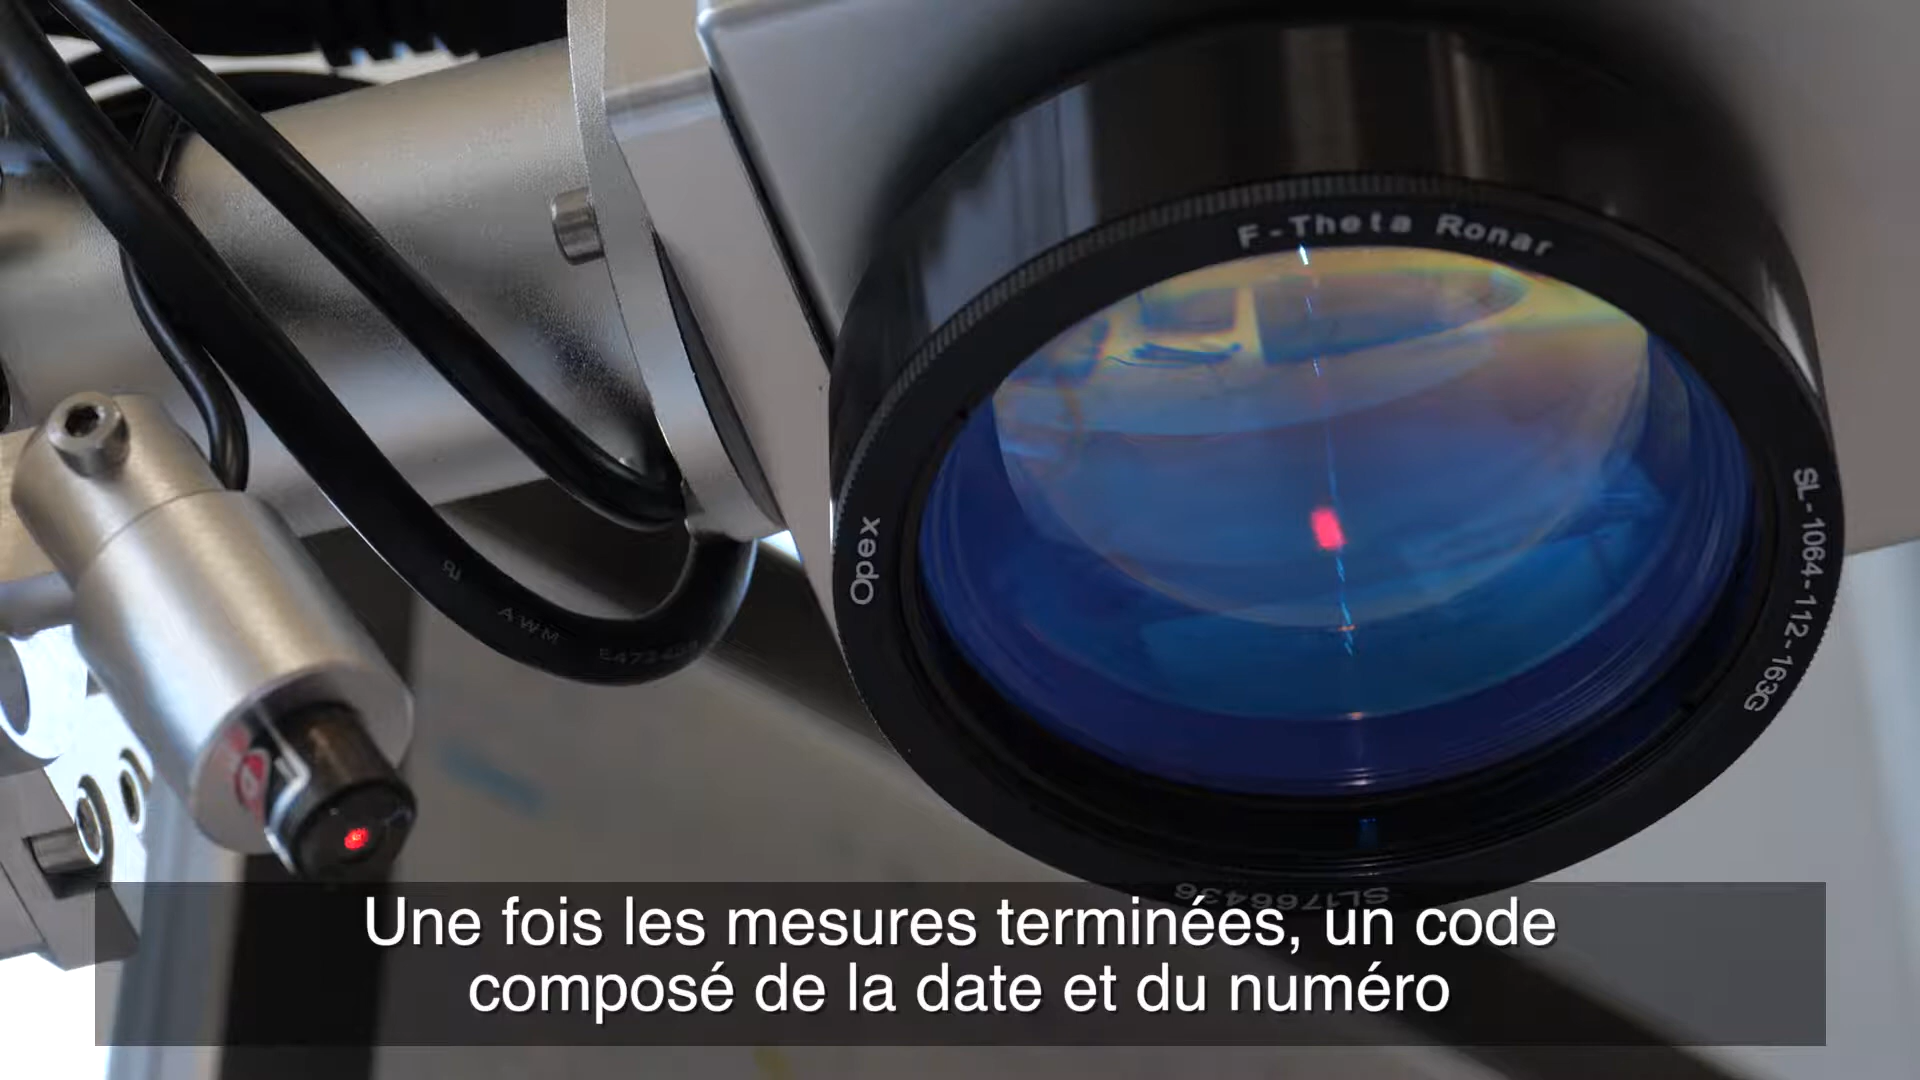 F-Theta Ronar
Opex
SL-1064-112-163G
AWM
SL1766436
Une fois les mesures terminées, un code
composé de la date et du numéro